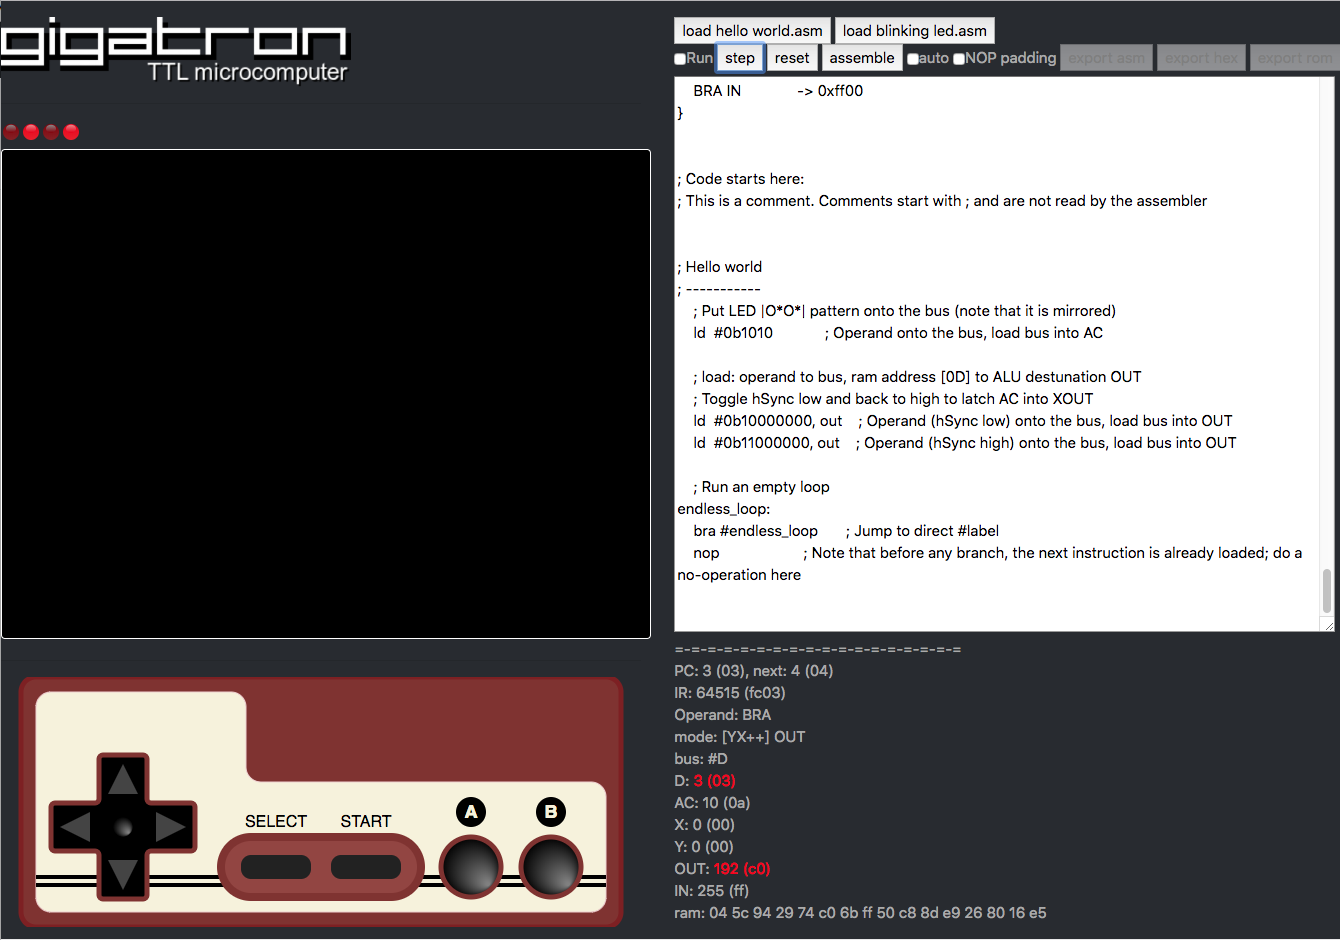 gigatron
TTL microcomputer
load hello world.asm load blinking led.asm
Run step reset assemble auto NOP padding export asm export hex export rom
BRA IN -> 0xff00
}
; Code starts here:
; This is a comment. Comments start with ; and are not read by the assembler
; Hello world
; -----------
; Put LED |O*O*| pattern onto the bus (note that it is mirrored)
ld #0b1010 ; Operand onto the bus, load bus into AC
; load: operand to bus, ram address [0D] to ALU destunation OUT
; Toggle hSync low and back to high to latch AC into XOUT
ld #0b10000000, out ; Operand (hSync low) onto the bus, load bus into OUT
ld #0b11000000, out ; Operand (hSync high) onto the bus, load bus into OUT
; Run an empty loop
endless_loop:
bra #endless_loop ; Jump to direct #label
nop ; Note that before any branch, the next instruction is already loaded; do a
no-operation here
=-=-=-=-=-=-=-=-=-=-=-=-=-=-=-=-=-=
PC: 3 (03), next: 4 (04)
IR: 64515 (fc03)
Operand: BRA
mode: [YX++] OUT
bus: #D
D: 3 (03)
AC: 10 (0a)
X: 0 (00)
Y: 0 (00)
OUT: 192 (c0)
IN: 255 (ff)
ram: 04 5c 94 29 74 c0 6b ff 50 c8 8d e9 26 80 16 e5
SELECT START A B